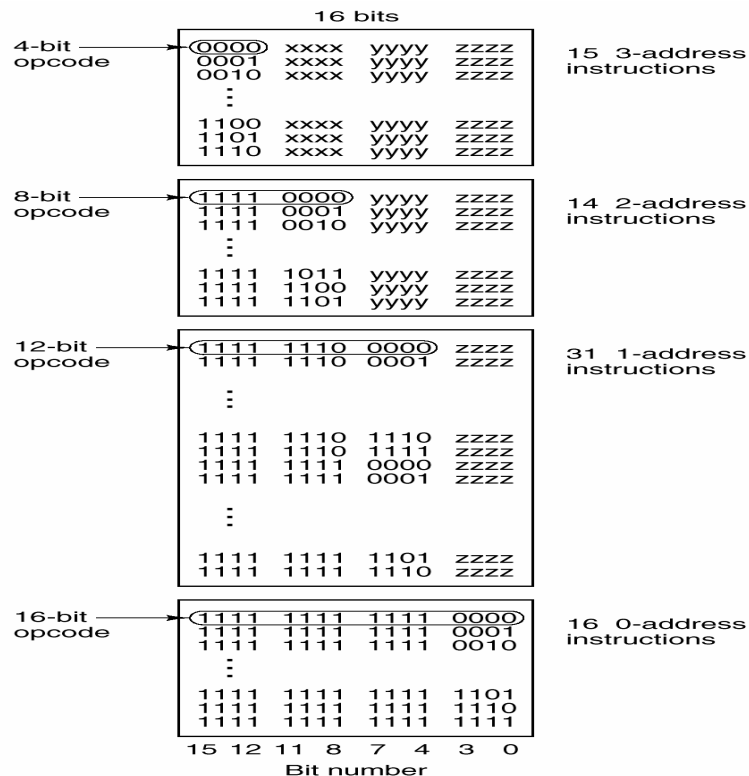 16 bits
4-bit opcode
0000 xxxx yyyy zzzz
0001 xxxx yyyy zzzz
0010 xxxx yyyy zzzz
⋮
1100 xxxx yyyy zzzz
1101 xxxx yyyy zzzz
1110 xxxx yyyy zzzz
15 3-address
instructions
8-bit
opcode
1111 0000 yyyy zzzz
1111 0001 yyyy zzzz
1111 0010 yyyy zzzz
⋮
1111 1011 yyyy zzzz
1111 1100 yyyy zzzz
1111 1101 yyyy zzzz
14 2-address
instructions
12-bit
opcode
1111 1110 0000 zzzz
1111 1110 0001 zzzz
⋮
1111 1110 1110 zzzz
1111 1110 1111 zzzz
1111 1111 0000 zzzz
1111 1111 0001 zzzz
⋮
1111 1111 1101 zzzz
1111 1111 1110 zzzz
31 1-address
instructions
16-bit
opcode
1111 1111 1111 0000
1111 1111 1111 0001
1111 1111 1111 0010
⋮
1111 1111 1111 1101
1111 1111 1111 1110
1111 1111 1111 1111
16 0-address
instructions
15 12 11 8 7 4 3 0
Bit number